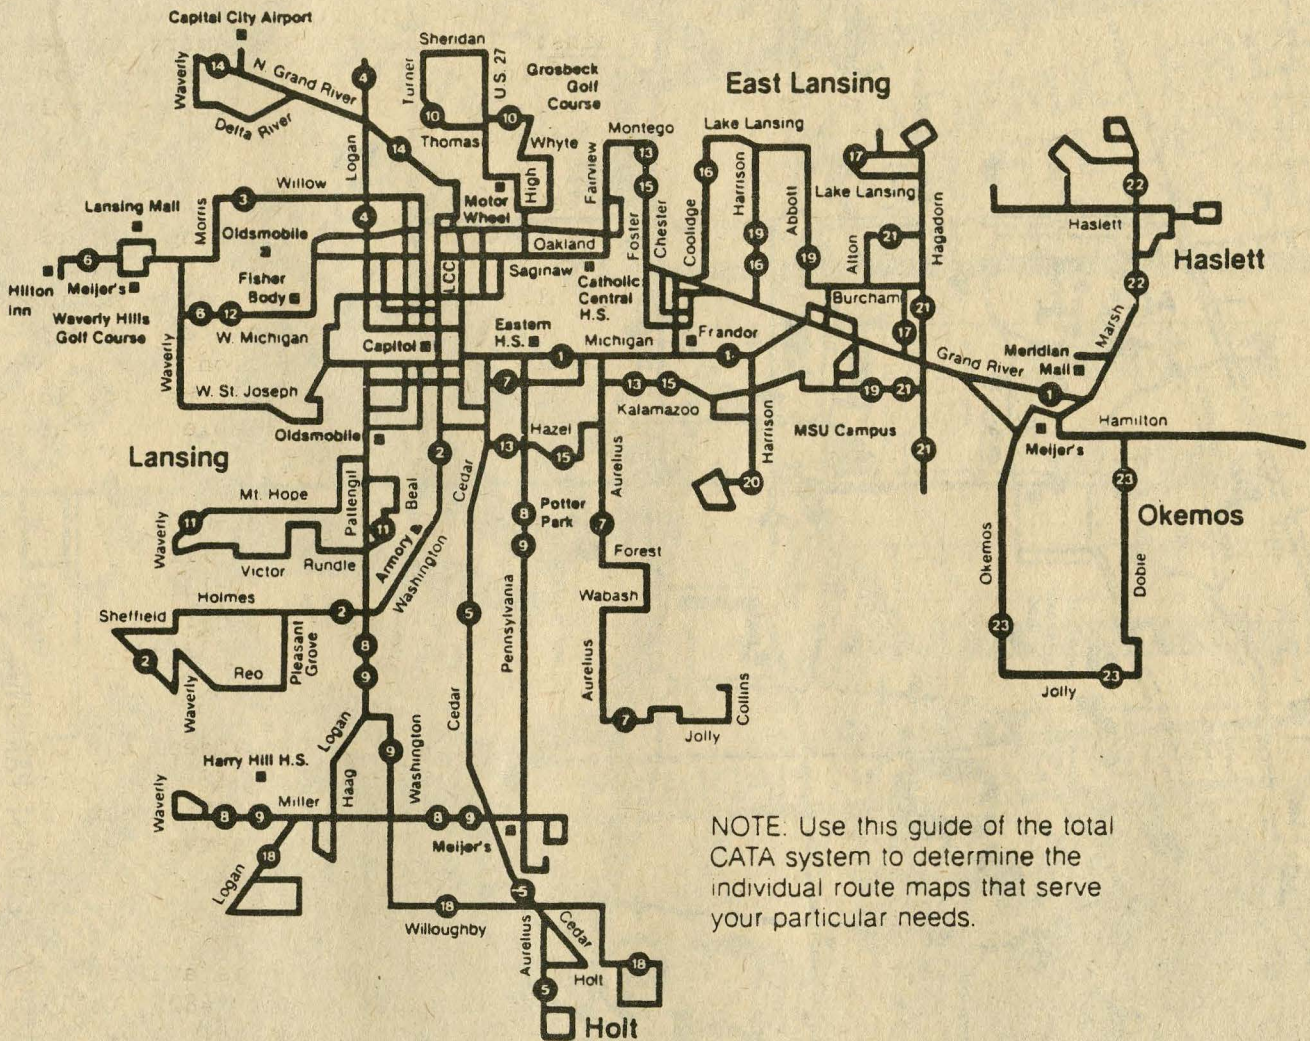 Capital City Airport
Waverly
14
N. Grand River
Delta River
4
Logan
14
Sheridan
Turner
U.S. 27
10
Thomas
10
Grosbeck
Golf
Course
Whyte
High
Motor
Wheel
East Lansing
Montego
Fairview
13
15
Foster
Chester
Lake Lansing
16
Coolidge
Harrison
19
16
Abbott
19
17
Lake Lansing
Alton
21
Hagadorn
Burcham
21
17
22
Haslett
Haslett
22
Marsh
Willow
3
4
Lansing Mall
Morris
Oldsmobile
6
Hilton
Inn
Meijer's
Fisher
Body
Waverly Hills
Golf Course
6
12
W. Michigan
Waverly
W. St. Joseph
Capitol
LCC
Oakland
Saginaw
Catholic
Central
H.S.
Eastern
H.S.
1
Michigan
Frandor
1
7
13
15
Kalamazoo
Grand River
Meridian
Mall
1
19
21
MSU Campus
Harrison
20
21
Meijer's
Hamilton
23
Okemos
Okemos
Dobie
23
23
Jolly
Oldsmobile
Lansing
2
Cedar
Hazel
13
15
Aurelius
Mt. Hope
Pattengil
Beal
Waverly
11
11
Victor
Rundle
Armory
Washington
8
9
Potter
Park
7
Forest
Wabash
Holmes
2
Sheffield
2
Waverly
Reo
Pleasant
Grove
8
9
5
Pennsylvania
Cedar
Aurelius
7
Jolly
Collins
Logan
9
Washington
Harry Hill H.S.
Waverly
8
9
Miller
Haag
8
9
Meijer's
18
Logan
18
Willoughby
5
Aurelius
Cedar
Holt
18
5
Holt
NOTE: Use this guide of the total
CATA system to determine the
individual route maps that serve
your particular needs.